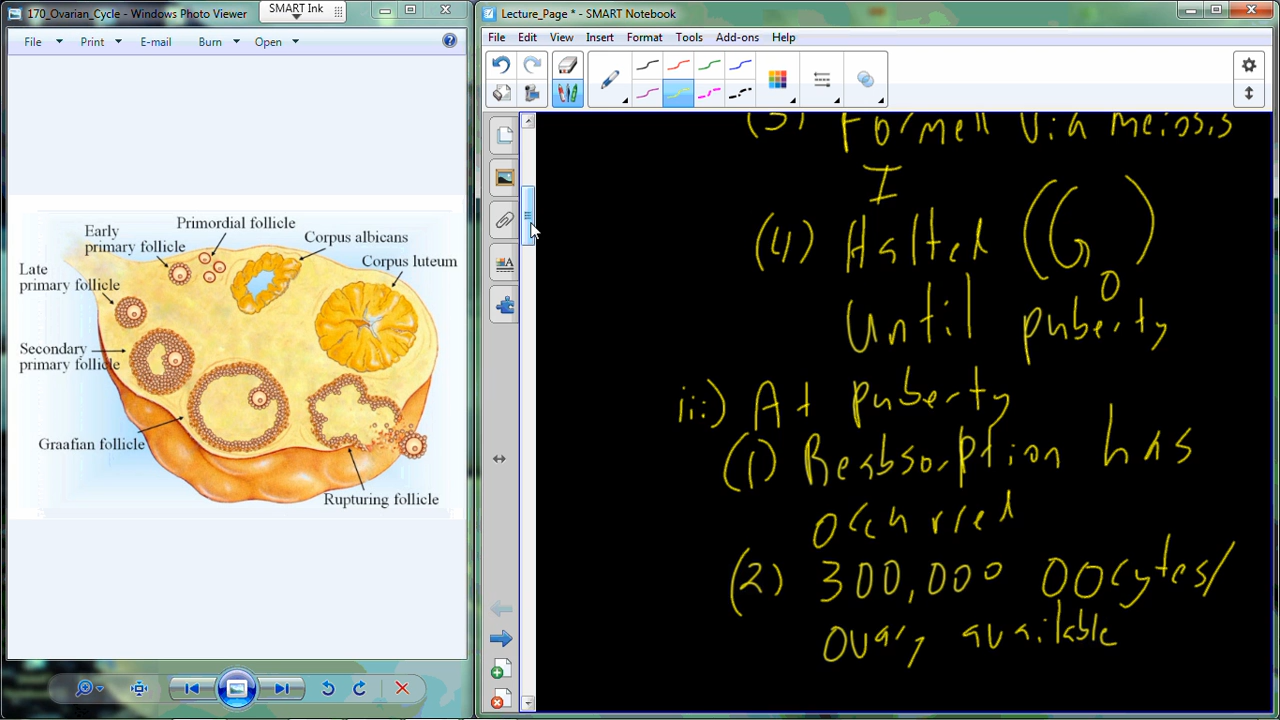 170_Ovarian_Cycle - Windows Photo Viewer
SMART Ink
File Print E-mail Burn Open
Primordial follicle
Early
primary follicle
Corpus albicans
Corpus luteum
Late
primary follicle
Secondary
primary follicle
Graafian follicle
Rupturing follicle
Lecture_Page * - SMART Notebook
File Edit View Insert Format Tools Add-ons Help
(3) Formed via meiosis
I
(4) Halted (G0)
Until puberty
iii) At puberty
(1) Reabsorption has
occurred
(2) 300,000 oocytes/
ovary available